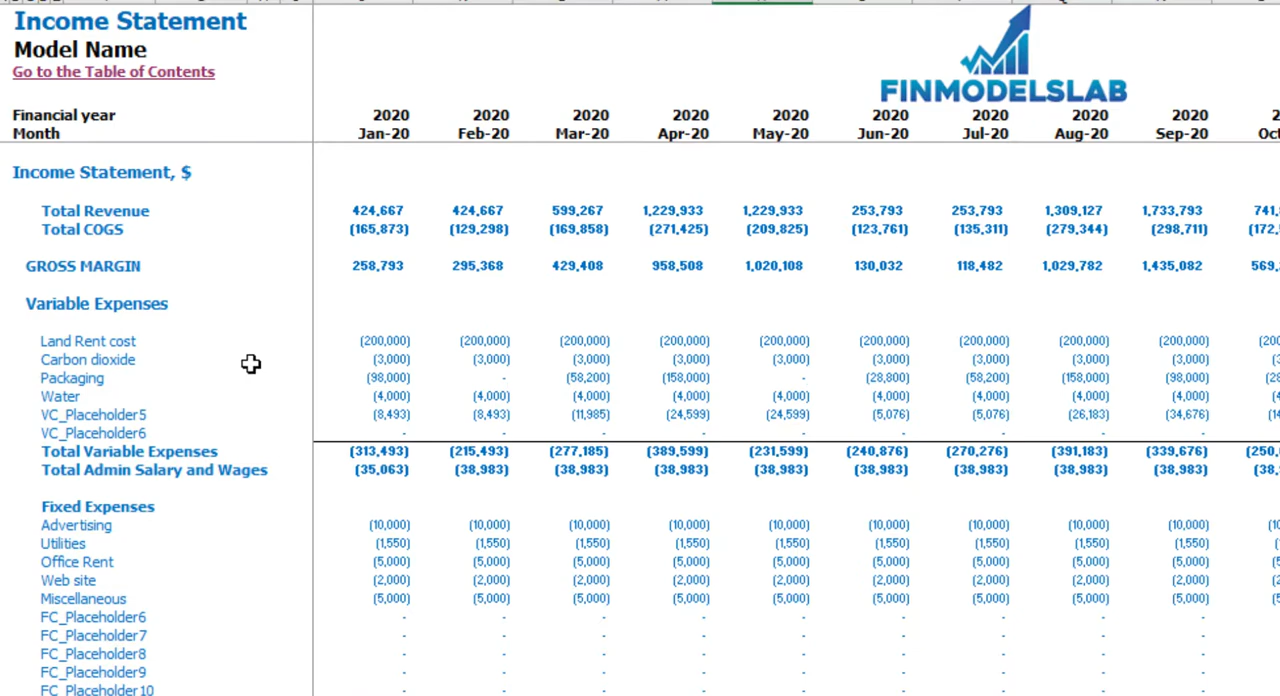 Income Statement
Model Name
Go to the Table of Contents
FINMODELSLAB
Financial year 2020 2020 2020 2020 2020 2020 2020 2020 2020
Month Jan-20 Feb-20 Mar-20 Apr-20 May-20 Jun-20 Jul-20 Aug-20 Sep-20
Income Statement, $
Total Revenue 424,667 424,667 599,267 1,229,933 1,229,933 253,793 253,793 1,309,127 1,733,793
Total COGS (165,873) (129,298) (169,858) (271,425) (209,825) (123,761) (135,311) (279,344) (298,711)
GROSS MARGIN 258,793 295,368 429,408 958,508 1,020,108 130,032 118,482 1,029,782 1,435,082
Variable Expenses
Land Rent cost (200,000) (200,000) (200,000) (200,000) (200,000) (200,000) (200,000) (200,000) (200,000)
Carbon dioxide (3,000) (3,000) (3,000) (3,000) (3,000) (3,000) (3,000) (3,000) (3,000)
Packaging (98,000) - (58,200) (158,000) - (28,800) (58,200) (158,000) (98,000)
Water (4,000) (4,000) (4,000) (4,000) (4,000) (4,000) (4,000) (4,000) (4,000)
VC_Placeholder5 (8,493) (8,493) (11,985) (24,599) (24,599) (5,076) (5,076) (26,183) (34,676)
VC_Placeholder6 - - - - - - - - -
Total Variable Expenses (313,493) (215,493) (277,185) (389,599) (231,599) (240,876) (270,276) (391,183) (339,676)
Total Admin Salary and Wages (35,063) (38,983) (38,983) (38,983) (38,983) (38,983) (38,983) (38,983) (38,983)
Fixed Expenses
Advertising (10,000) (10,000) (10,000) (10,000) (10,000) (10,000) (10,000) (10,000) (10,000)
Utilities (1,550) (1,550) (1,550) (1,550) (1,550) (1,550) (1,550) (1,550) (1,550)
Office Rent (5,000) (5,000) (5,000) (5,000) (5,000) (5,000) (5,000) (5,000) (5,000)
Web site (2,000) (2,000) (2,000) (2,000) (2,000) (2,000) (2,000) (2,000) (2,000)
Miscellaneous (5,000) (5,000) (5,000) (5,000) (5,000) (5,000) (5,000) (5,000) (5,000)
FC_Placeholder6 - - - - - - - - -
FC_Placeholder7 - - - - - - - - -
FC_Placeholder8 - - - - - - - - -
FC_Placeholder9 - - - - - - - - -
FC_Placeholder10 - - - - - - - - -